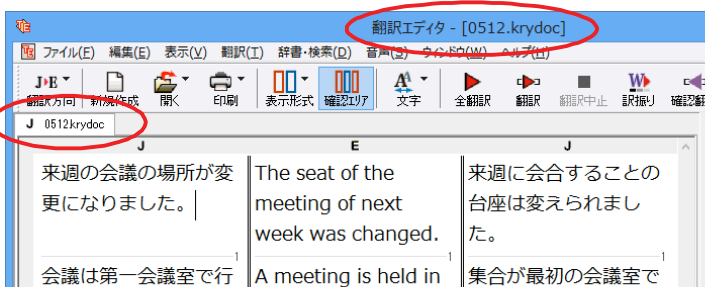 翻訳エディタ - [0512.krydoc]
ファイル(F) 編集(E) 表示(V) 翻訳(T) 辞書・検索(D) 音声(S) ウィンドウ(W) ヘルプ(H)
J▶E
翻訳方向 新規作成 開く 印刷 表示形式 確認エリア 文字 全翻訳 翻訳 翻訳中止 訳振り 確認翻
J 0512.krydoc
J E J
来週の会議の場所が変
更になりました。
1
会議は第一会議室で行
The seat of the
meeting of next
week was changed.
1
A meeting is held in
来週に会合することの
台座は変えられまし
た。
1
集合が最初の会議室で